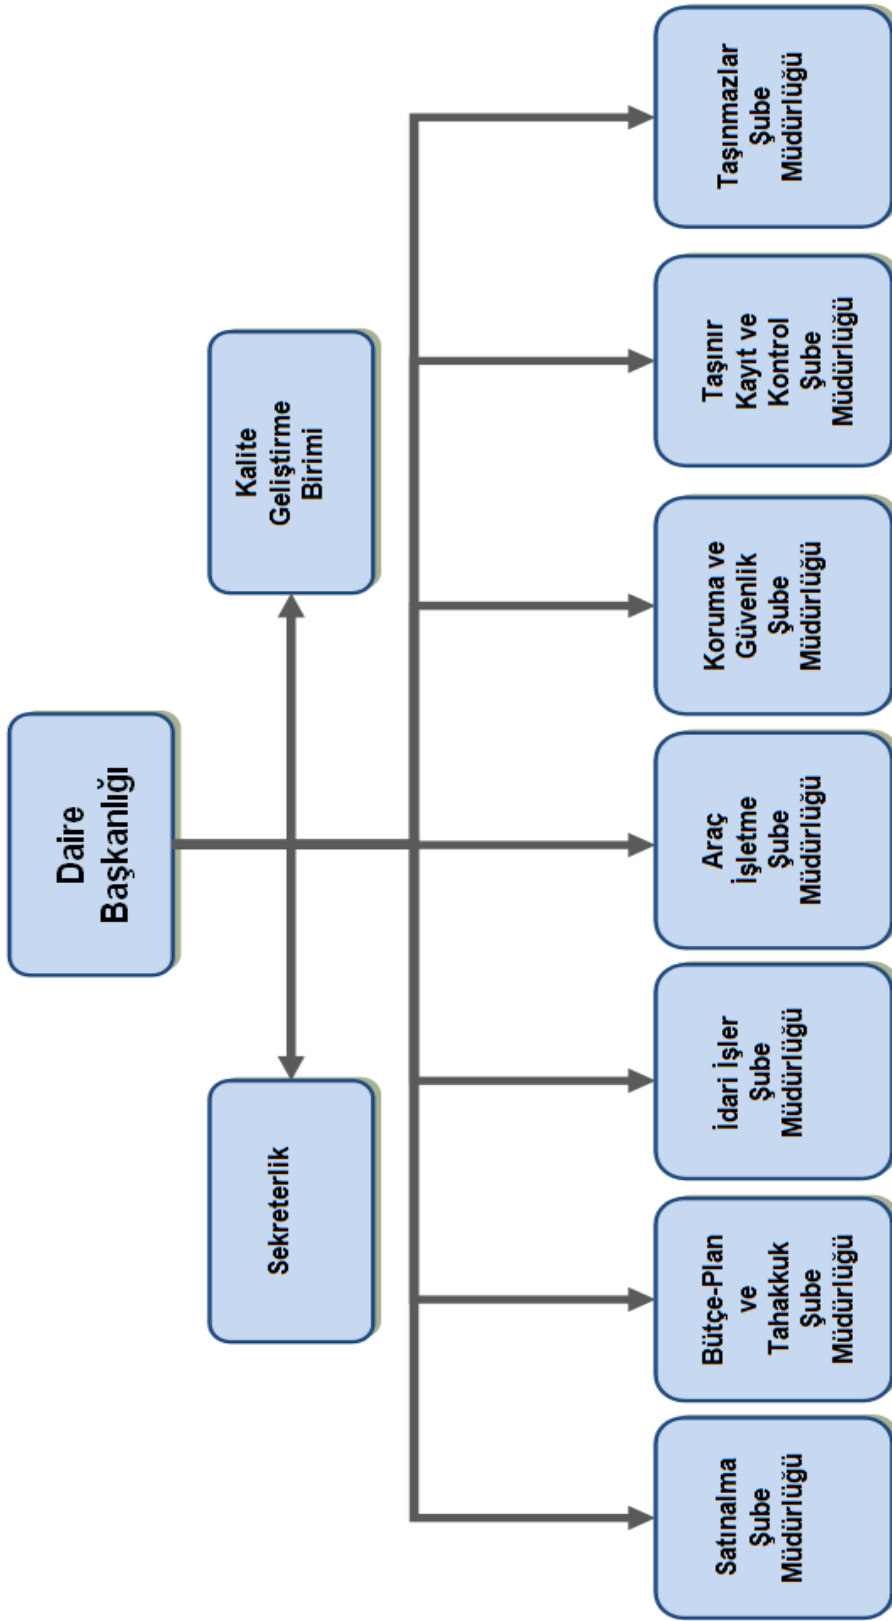 Daire
Başkanlığı
Sekreterlik
Kalite
Geliştirme
Birimi
Satınalma
Şube
Müdürlüğü
Bütçe-Plan
ve
Tahakkuk
Şube
Müdürlüğü
İdari İşler
Şube
Müdürlüğü
Araç
İşletme
Şube
Müdürlüğü
Koruma ve
Güvenlik
Şube
Müdürlüğü
Taşınır
Kayıt ve
Kontrol
Şube
Müdürlüğü
Taşınmazlar
Şube
Müdürlüğü